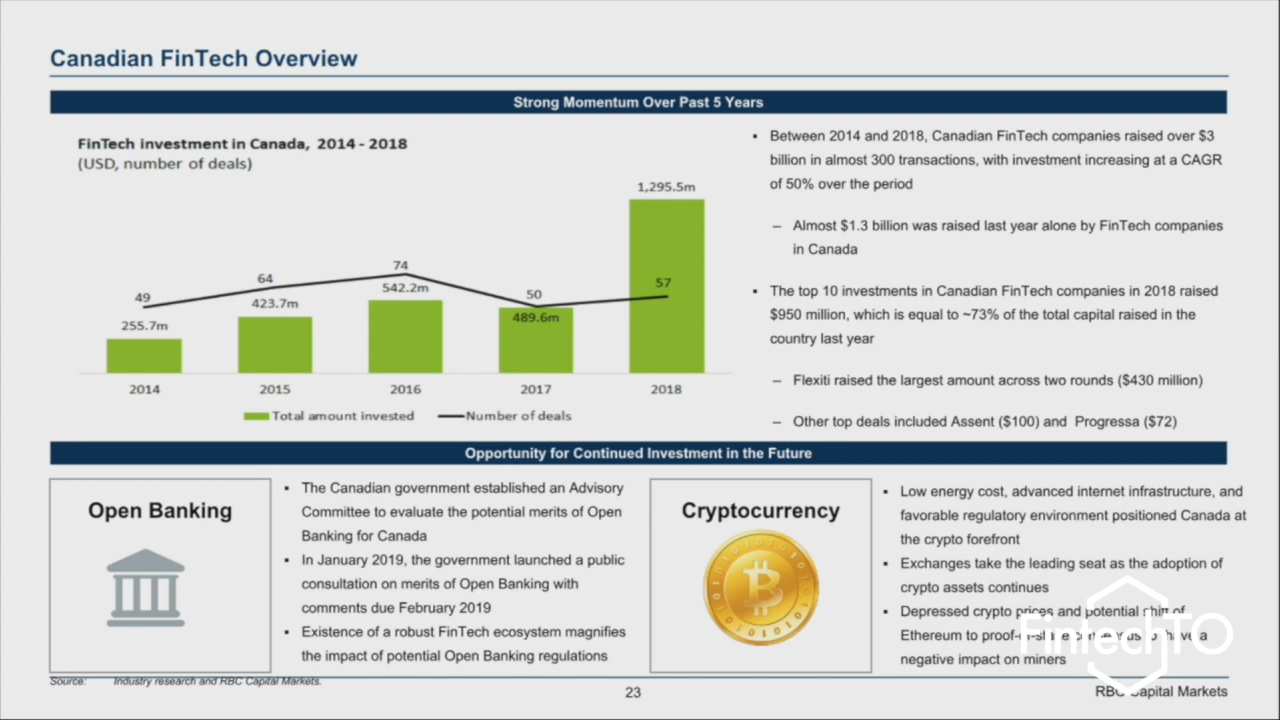 Canadian FinTech Overview
Strong Momentum Over Past 5 Years
FinTech investment in Canada, 2014 - 2018
(USD, number of deals)
1,295.5m
74
64
542.2m
57
49
423.7m
50
255.7m
489.6m
2014 2015 2016 2017 2018
Total amount invested Number of deals
▪ Between 2014 and 2018, Canadian FinTech companies raised over $3
billion in almost 300 transactions, with investment increasing at a CAGR
of 50% over the period
– Almost $1.3 billion was raised last year alone by FinTech companies
in Canada
▪ The top 10 investments in Canadian FinTech companies in 2018 raised
$950 million, which is equal to ~73% of the total capital raised in the
country last year
– Flexiti raised the largest amount across two rounds ($430 million)
– Other top deals included Assent ($100) and Progressa ($72)
Opportunity for Continued Investment in the Future
Open Banking
▪ The Canadian government established an Advisory
Committee to evaluate the potential merits of Open
Banking for Canada
▪ In January 2019, the government launched a public
consultation on merits of Open Banking with
comments due February 2019
▪ Existence of a robust FinTech ecosystem magnifies
the impact of potential Open Banking regulations
Cryptocurrency
▪ Low energy cost, advanced internet infrastructure, and
favorable regulatory environment positioned Canada at
the crypto forefront
▪ Exchanges take the leading seat as the adoption of
crypto assets continues
▪ Depressed crypto prices and potential shift of
Ethereum to proof-of-stake to have a
negative impact on miners
FintechTO
Source: Industry research and RBC Capital Markets.
23
RBC Capital Markets